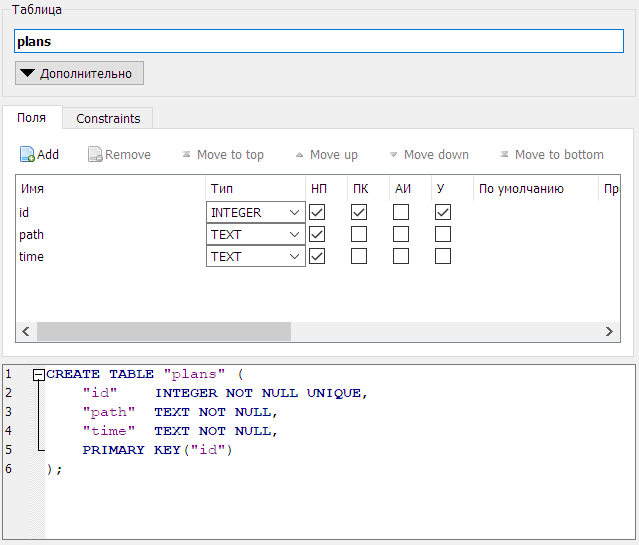 Таблица
plans
Дополнительно
Поля Constraints
Add Remove Move to top Move up Move down Move to bottom
Имя Тип НП ПК АИ У По умолчанию Пр
id INTEGER
path TEXT
time TEXT
1 CREATE TABLE "plans" (
2 "id" INTEGER NOT NULL UNIQUE,
3 "path" TEXT NOT NULL,
4 "time" TEXT NOT NULL,
5 PRIMARY KEY("id")
6 );